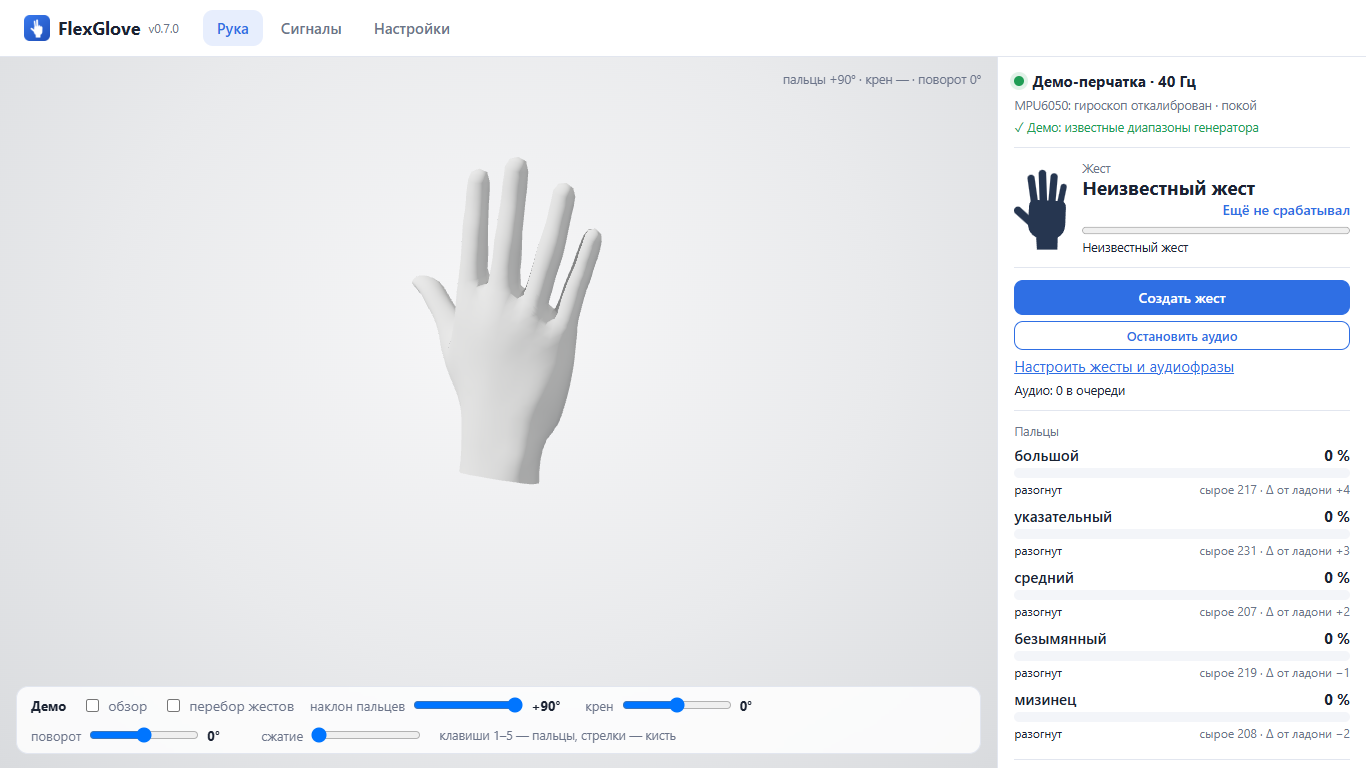 FlexGlove v0.7.0 Рука Сигналы Настройки
пальцы +90° · крен — · поворот 0°
Демо-перчатка · 40 Гц
MPU6050: гироскоп откалиброван · покой
✓ Демо: известные диапазоны генератора
Жест
Неизвестный жест
Ещё не срабатывал
Неизвестный жест
Создать жест
Остановить аудио
Настроить жесты и аудиофразы
Аудио: 0 в очереди
Пальцы
большой 0 %
разогнут сырое 217 · Δ от ладони +4
указательный 0 %
разогнут сырое 231 · Δ от ладони +3
средний 0 %
разогнут сырое 207 · Δ от ладони +2
безымянный 0 %
разогнут сырое 219 · Δ от ладони −1
мизинец 0 %
разогнут сырое 208 · Δ от ладони −2
Демо обзор перебор жестов наклон пальцев +90° крен 0°
поворот 0° сжатие клавиши 1–5 — пальцы, стрелки — кисть